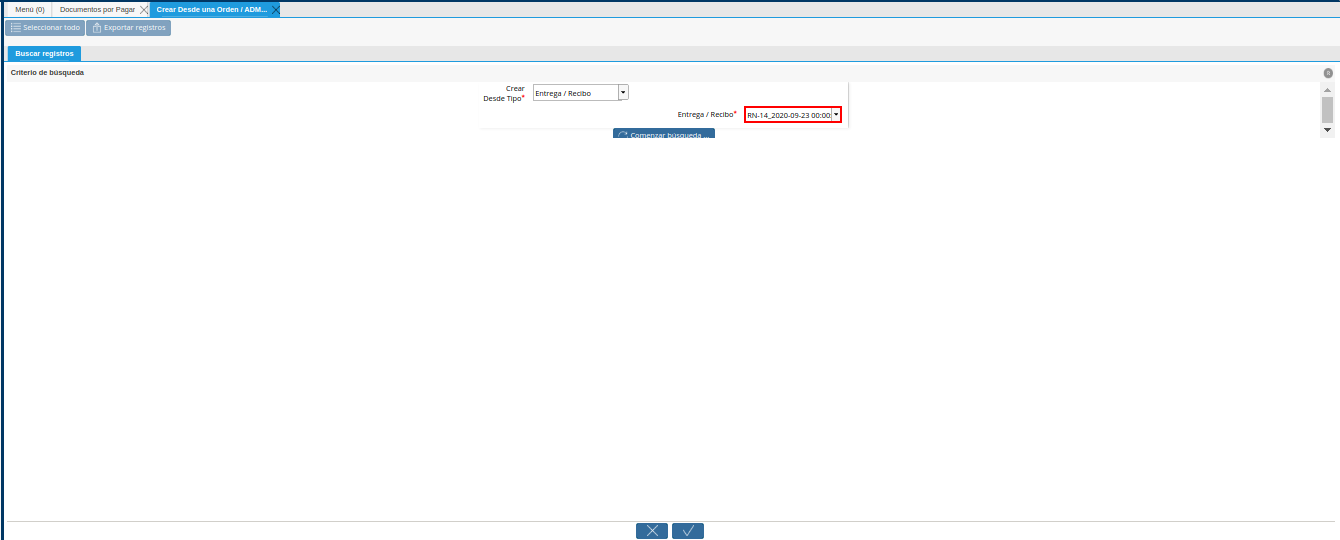 Menú (0) Documentos por Pagar Crear Desde una Orden / ADM...
Seleccionar todo Exportar registros
Buscar registros
Criterio de búsqueda
Crear
Desde Tipo* Entrega / Recibo
Entrega / Recibo* RN-14_2020-09-23 00:00:
Comenzar búsqueda ...